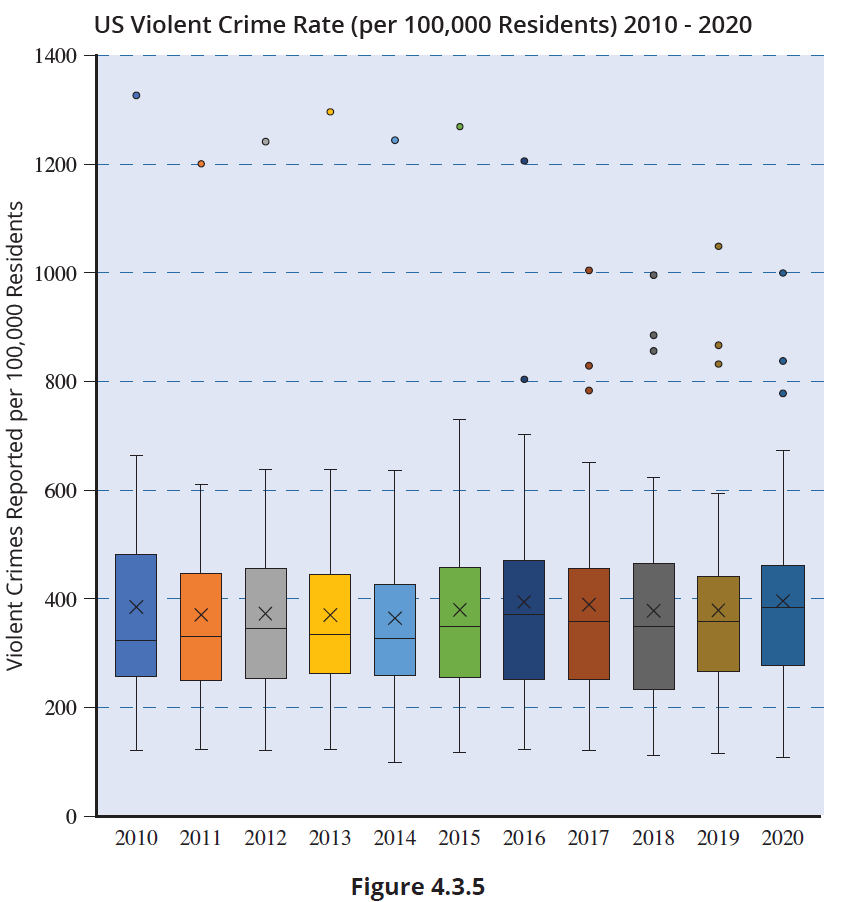 US Violent Crime Rate (per 100,000 Residents) 2010 - 2020
Violent Crimes Reported per 100,000 Residents
1400
1200
1000
800
600
400
200
0
2010 2011 2012 2013 2014 2015 2016 2017 2018 2019 2020
Figure 4.3.5